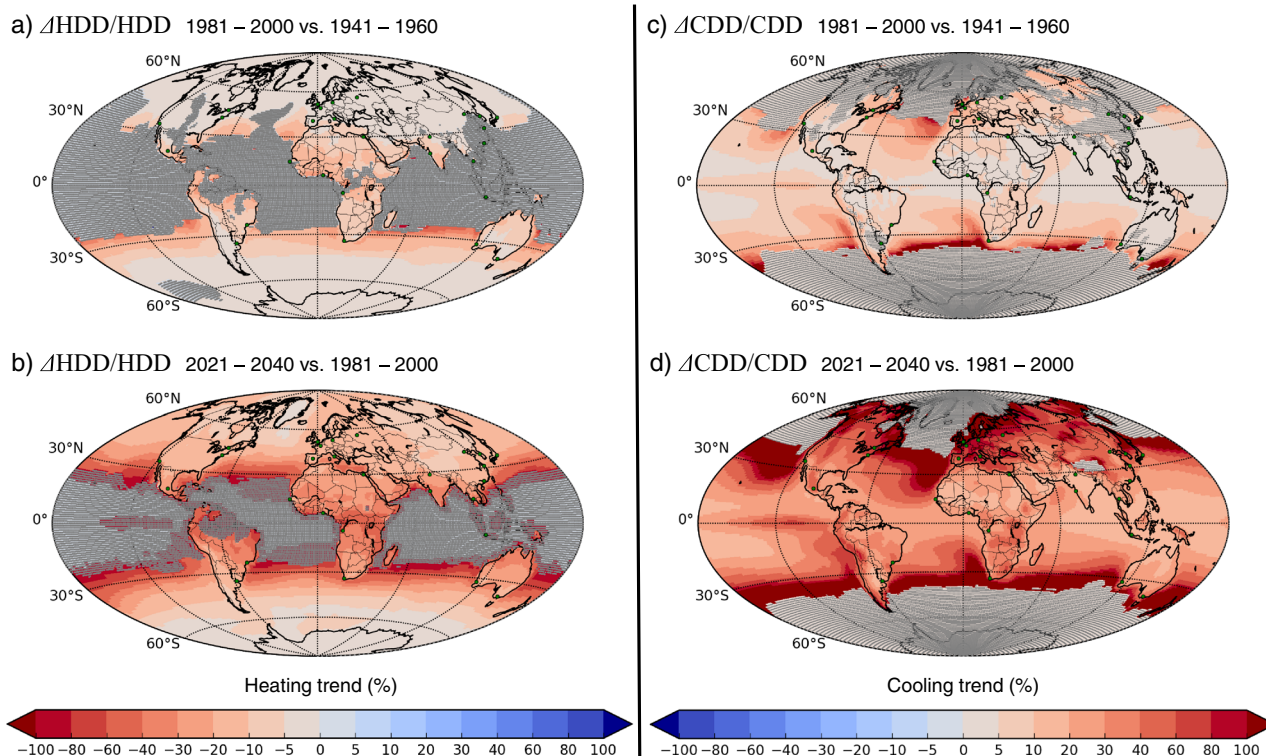 a) ΔHDD/HDD 1981 – 2000 vs. 1941 – 1960
60°N
30°N
0°
30°S
60°S
c) ΔCDD/CDD 1981 – 2000 vs. 1941 – 1960
60°N
30°N
0°
30°S
60°S
b) ΔHDD/HDD 2021 – 2040 vs. 1981 – 2000
60°N
30°N
0°
30°S
60°S
d) ΔCDD/CDD 2021 – 2040 vs. 1981 – 2000
60°N
30°N
0°
30°S
60°S
Heating trend (%)
−100 −80 −60 −40 −30 −20 −10 −5 0 5 10 20 30 40 60 80 100
Cooling trend (%)
−100 −80 −60 −40 −30 −20 −10 −5 0 5 10 20 30 40 60 80 100